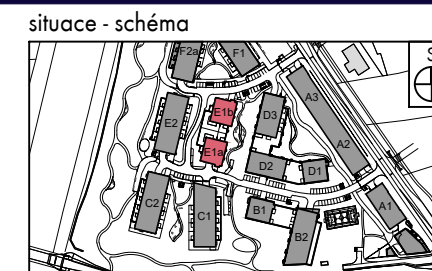 situace - schéma
F2a
F1
S
E1b
A3
E2
D3
E1a
A2
D2
D1
C2
C1
B1
A1
B2